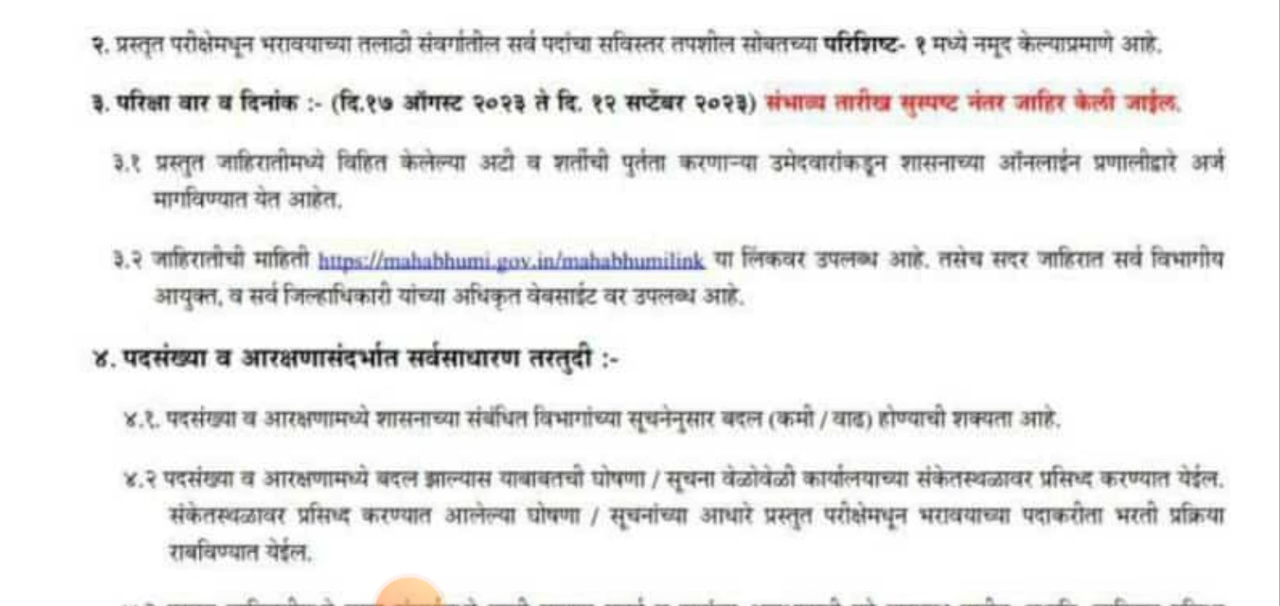 २. प्रस्तृत परीक्षेमधून भरावयाच्या तलाठी संवर्गातील सर्व पदांचा सविस्तर तपशील सोबतच्या परिशिष्ट- १ मध्ये नमूद केल्याप्रमाणे आहे.
३. परिक्षा वार व दिनांक :- (दि.१७ ऑगस्ट २०२३ ते दि. १२ सप्टेंबर २०२३) संभाव्य तारीख सुस्पष्ट नंतर जाहिर केली जाईल.
३.१ प्रस्तुत जाहिरातीमध्ये विहित केलेल्या अटी व शर्तीची पुर्तता करणाऱ्या उमेदवारांकडून शासनाच्या ऑनलाईन प्रणालीद्वारे अर्ज
मागविण्यात येत आहेत.
३.२ जाहिरातीची माहिती https://mahabhumi.gov.in/mahabhumilink या लिंकवर उपलब्ध आहे. तसेच सदर जाहिरात सर्व विभागीय
आयुक्त, व सर्व जिल्हाधिकारी यांच्या अधिकृत वेबसाईट वर उपलब्ध आहे.
४. पदसंख्या व आरक्षणासंदर्भात सर्वसाधारण तरतुदी :-
४.१. पदसंख्या व आरक्षणामध्ये शासनाच्या संबंधित विभागांच्या सूचनेनुसार बदल (कमी / वाढ) होण्याची शक्यता आहे.
४.२ पदसंख्या व आरक्षणामध्ये बदल झाल्यास याबाबतची घोषणा / सूचना वेळोवेळी कार्यालयाच्या संकेतस्थळावर प्रसिध्द करण्यात येईल.
संकेतस्थळावर प्रसिध्द करण्यात आलेल्या घोषणा / सूचनांच्या आधारे प्रस्तुत परीक्षेमधून भरावयाच्या पदाकरीता भरती प्रक्रिया
राबविण्यात येईल.